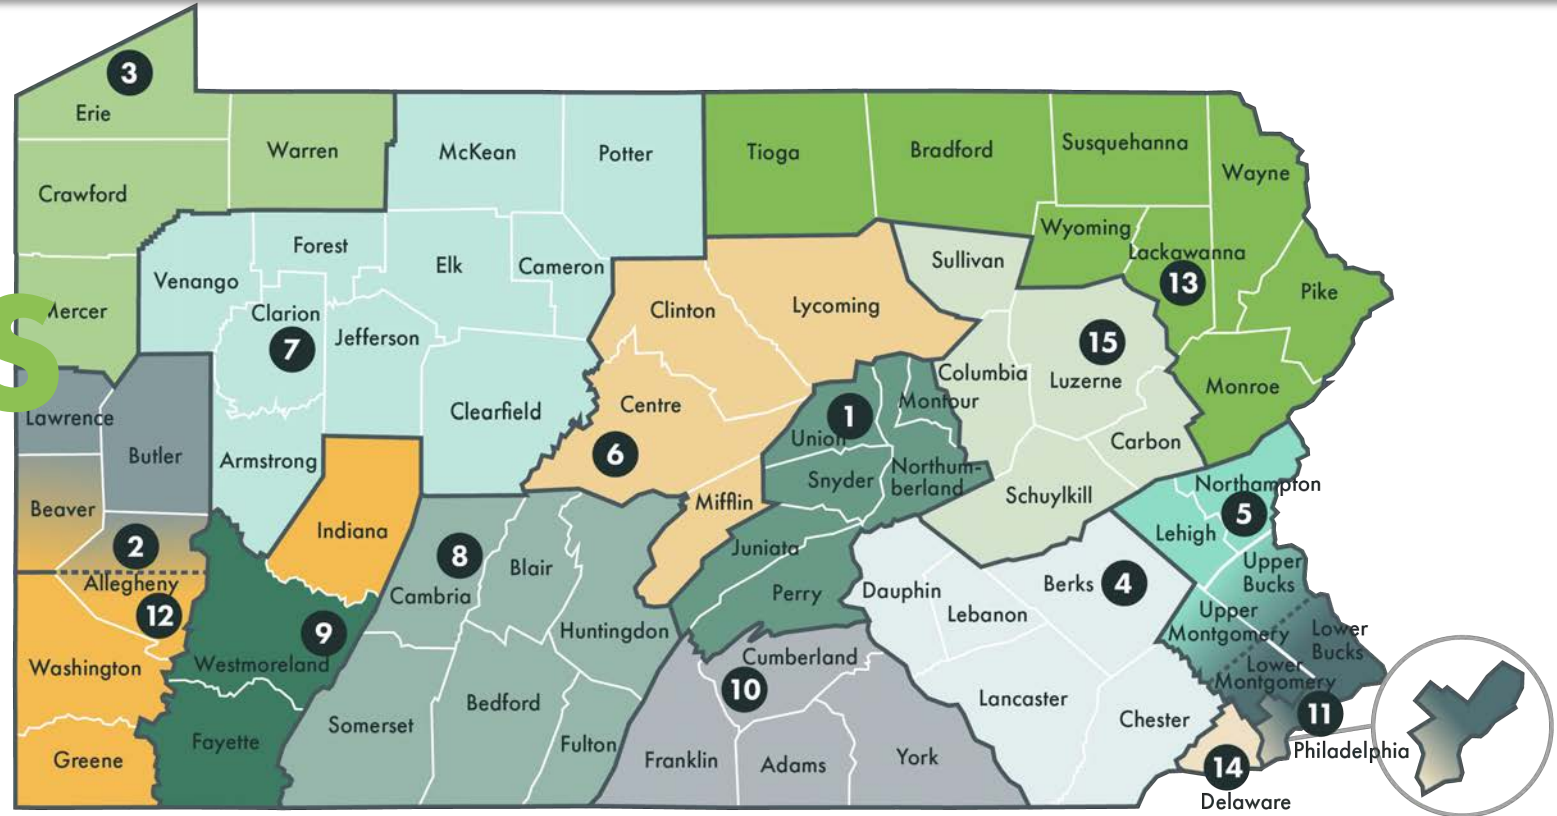 3
Erie
Warren
McKean
Potter
Tioga
Bradford
Susquehanna
Wayne
Crawford
Wyoming
Lackawanna
13
Forest
Elk
Cameron
Sullivan
Venango
Pike
S
Mercer
Clarion
7
Jefferson
Clinton
Lycoming
15
Luzerne
Columbia
Monroe
Lawrence
Butler
Clearfield
Centre
6
1
Union
Montour
Carbon
Armstrong
Snyder
Northum-
berland
Schuylkill
Northampton
5
Lehigh
Beaver
2
Indiana
Mifflin
8
Blair
Juniata
Upper
Bucks
Allegheny
12
Cambria
Perry
Dauphin
Lebanon
Berks
4
Upper
Montgomery
Lower
Bucks
9
Westmoreland
Huntingdon
Cumberland
10
Lower
Montgomery
Washington
Somerset
Bedford
Lancaster
Chester
11
Philadelphia
Greene
Fayette
Fulton
Franklin
Adams
York
14
Delaware